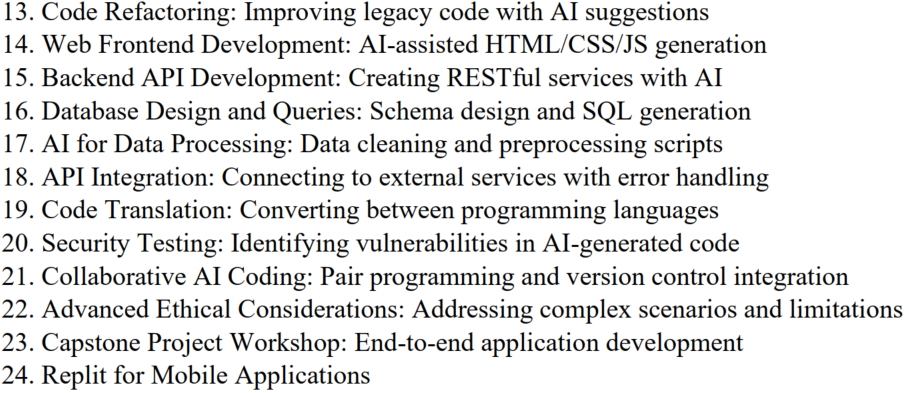 13. Code Refactoring: Improving legacy code with AI suggestions
14. Web Frontend Development: AI-assisted HTML/CSS/JS generation
15. Backend API Development: Creating RESTful services with AI
16. Database Design and Queries: Schema design and SQL generation
17. AI for Data Processing: Data cleaning and preprocessing scripts
18. API Integration: Connecting to external services with error handling
19. Code Translation: Converting between programming languages
20. Security Testing: Identifying vulnerabilities in AI-generated code
21. Collaborative AI Coding: Pair programming and version control integration
22. Advanced Ethical Considerations: Addressing complex scenarios and limitations
23. Capstone Project Workshop: End-to-end application development
24. Replit for Mobile Applications